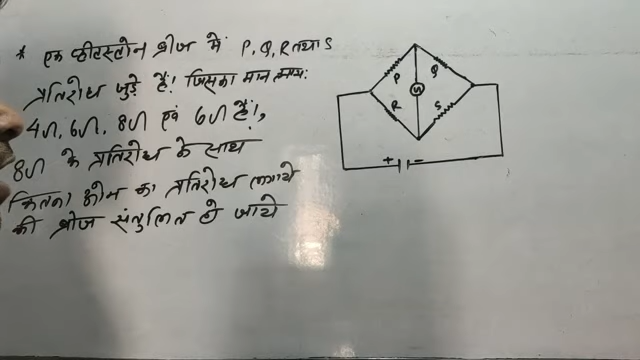 * एक व्हीटस्टोन ब्रीज में P, Q, R तथा S
प्रतिरोध जुड़े हैं। जिसका मान क्रमशः
4Ω, 6Ω, 8Ω एवं 6Ω हैं।,
8Ω के प्रतिरोध के साथ
कितना ओम का प्रतिरोध लगाये
की ब्रीज संतुलित हो जाये
P
Q
G
R
S
+ -